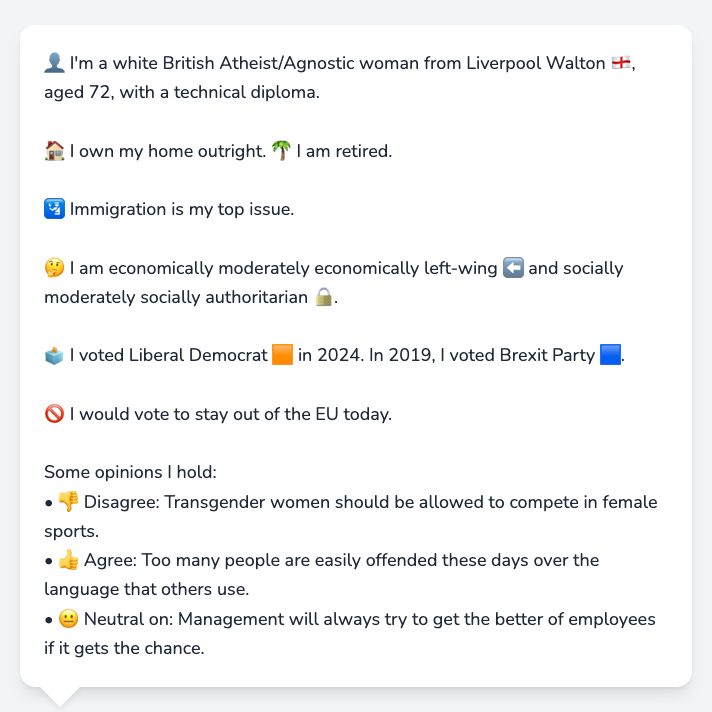 👤 I'm a white British Atheist/Agnostic woman from Liverpool Walton 🏴󠁧󠁢󠁥󠁮󠁧󠁿,
aged 72, with a technical diploma.
🏠 I own my home outright. 🌴 I am retired.
🛂 Immigration is my top issue.
🤔 I am economically moderately economically left-wing ⬅️ and socially
moderately socially authoritarian 🔒.
🗳️ I voted Liberal Democrat 🟧 in 2024. In 2019, I voted Brexit Party 🟦.
🚫 I would vote to stay out of the EU today.
Some opinions I hold:
• 👎 Disagree: Transgender women should be allowed to compete in female
sports.
• 👍 Agree: Too many people are easily offended these days over the
language that others use.
• 😐 Neutral on: Management will always try to get the better of employees
if it gets the chance.